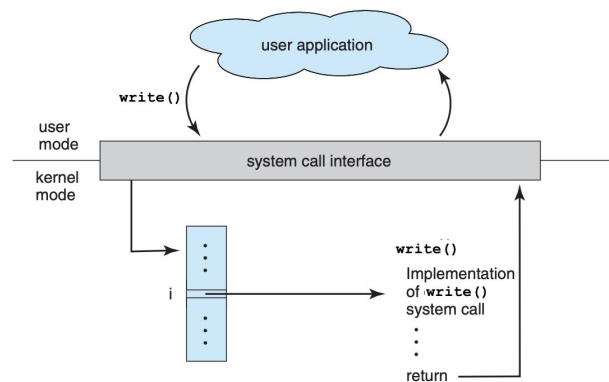 user application
write()
user
mode
system call interface
kernel
mode
i
write()
Implementation
of write()
system call
return